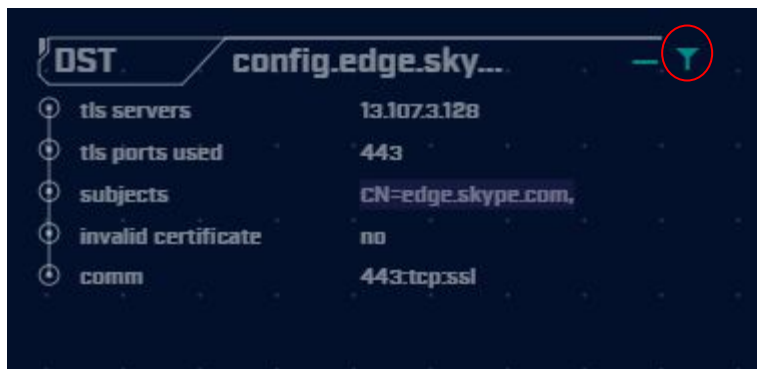 DST config.edge.sky...
tls servers 13.107.3.128
tls ports used 443
subjects CN=edge.skype.com,
invalid certificate no
comm 443:tcp:ssl